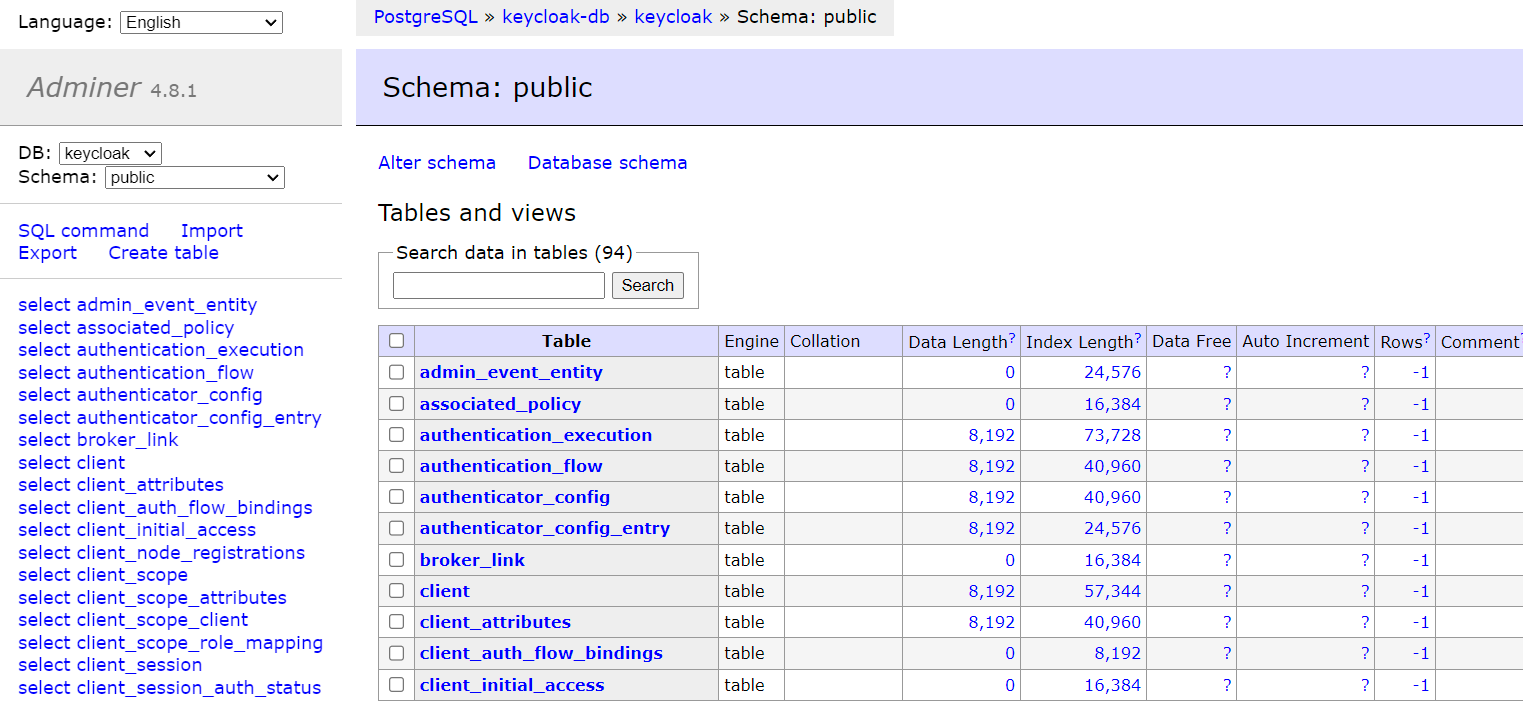 Language: English
Adminer 4.8.1
DB: keycloak
Schema: public
SQL command Import
Export Create table
select admin_event_entity
select associated_policy
select authentication_execution
select authentication_flow
select authenticator_config
select authenticator_config_entry
select broker_link
select client
select client_attributes
select client_auth_flow_bindings
select client_initial_access
select client_node_registrations
select client_scope
select client_scope_attributes
select client_scope_client
select client_scope_role_mapping
select client_session
select client_session_auth_status
PostgreSQL » keycloak-db » keycloak » Schema: public
Schema: public
Alter schema Database schema
Tables and views
Search data in tables (94)
Search
Table Engine Collation Data Length? Index Length? Data Free Auto Increment Rows? Comment?
admin_event_entity table 0 24,576 ? ? -1
associated_policy table 0 16,384 ? ? -1
authentication_execution table 8,192 73,728 ? ? -1
authentication_flow table 8,192 40,960 ? ? -1
authenticator_config table 8,192 40,960 ? ? -1
authenticator_config_entry table 8,192 24,576 ? ? -1
broker_link table 0 16,384 ? ? -1
client table 8,192 57,344 ? ? -1
client_attributes table 8,192 40,960 ? ? -1
client_auth_flow_bindings table 0 8,192 ? ? -1
client_initial_access table 0 16,384 ? ? -1